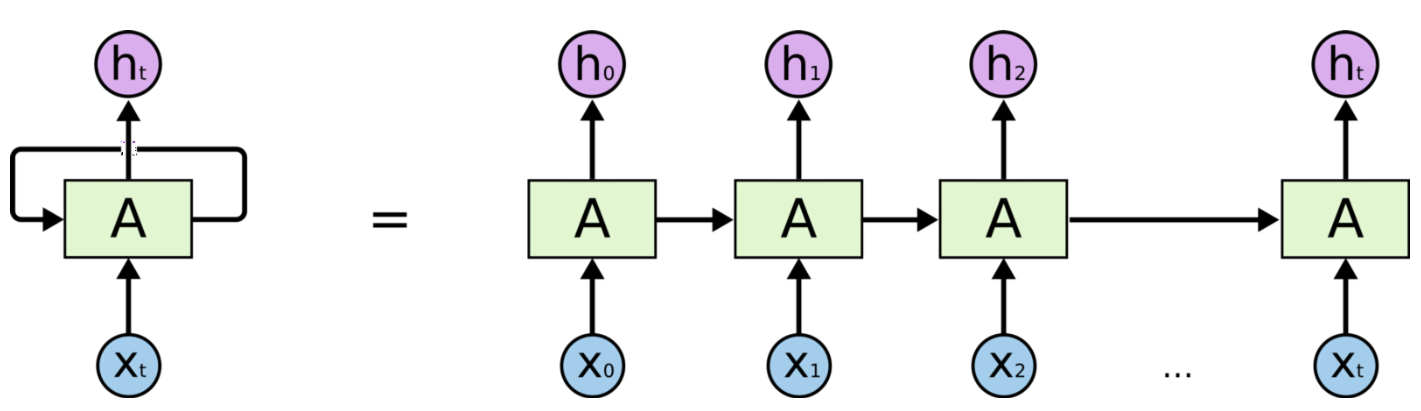 ht h0 h1 h2 ht
A = A A A A
xt x0 x1 x2 ... xt